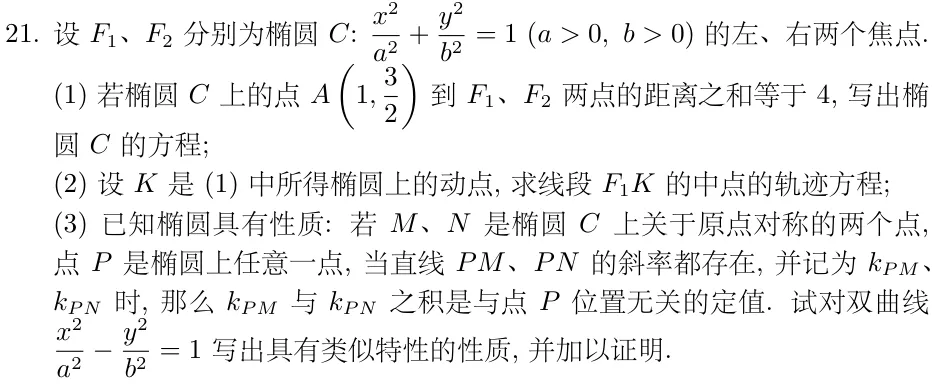 21. 设 F₁、F₂ 分别为椭圆 C: x²/a² + y²/b² = 1 (a > 0, b > 0) 的左、右两个焦点.
(1) 若椭圆 C 上的点 A(1, 3/2) 到 F₁、F₂ 两点的距离之和等于 4, 写出椭
圆 C 的方程;
(2) 设 K 是 (1) 中所得椭圆上的动点, 求线段 F₁K 的中点的轨迹方程;
(3) 已知椭圆具有性质: 若 M、N 是椭圆 C 上关于原点对称的两个点,
点 P 是椭圆上任意一点, 当直线 PM、PN 的斜率都存在, 并记为 k_{PM}、
k_{PN} 时, 那么 k_{PM} 与 k_{PN} 之积是与点 P 位置无关的定值. 试对双曲线
x²/a² − y²/b² = 1 写出具有类似特性的性质, 并加以证明.